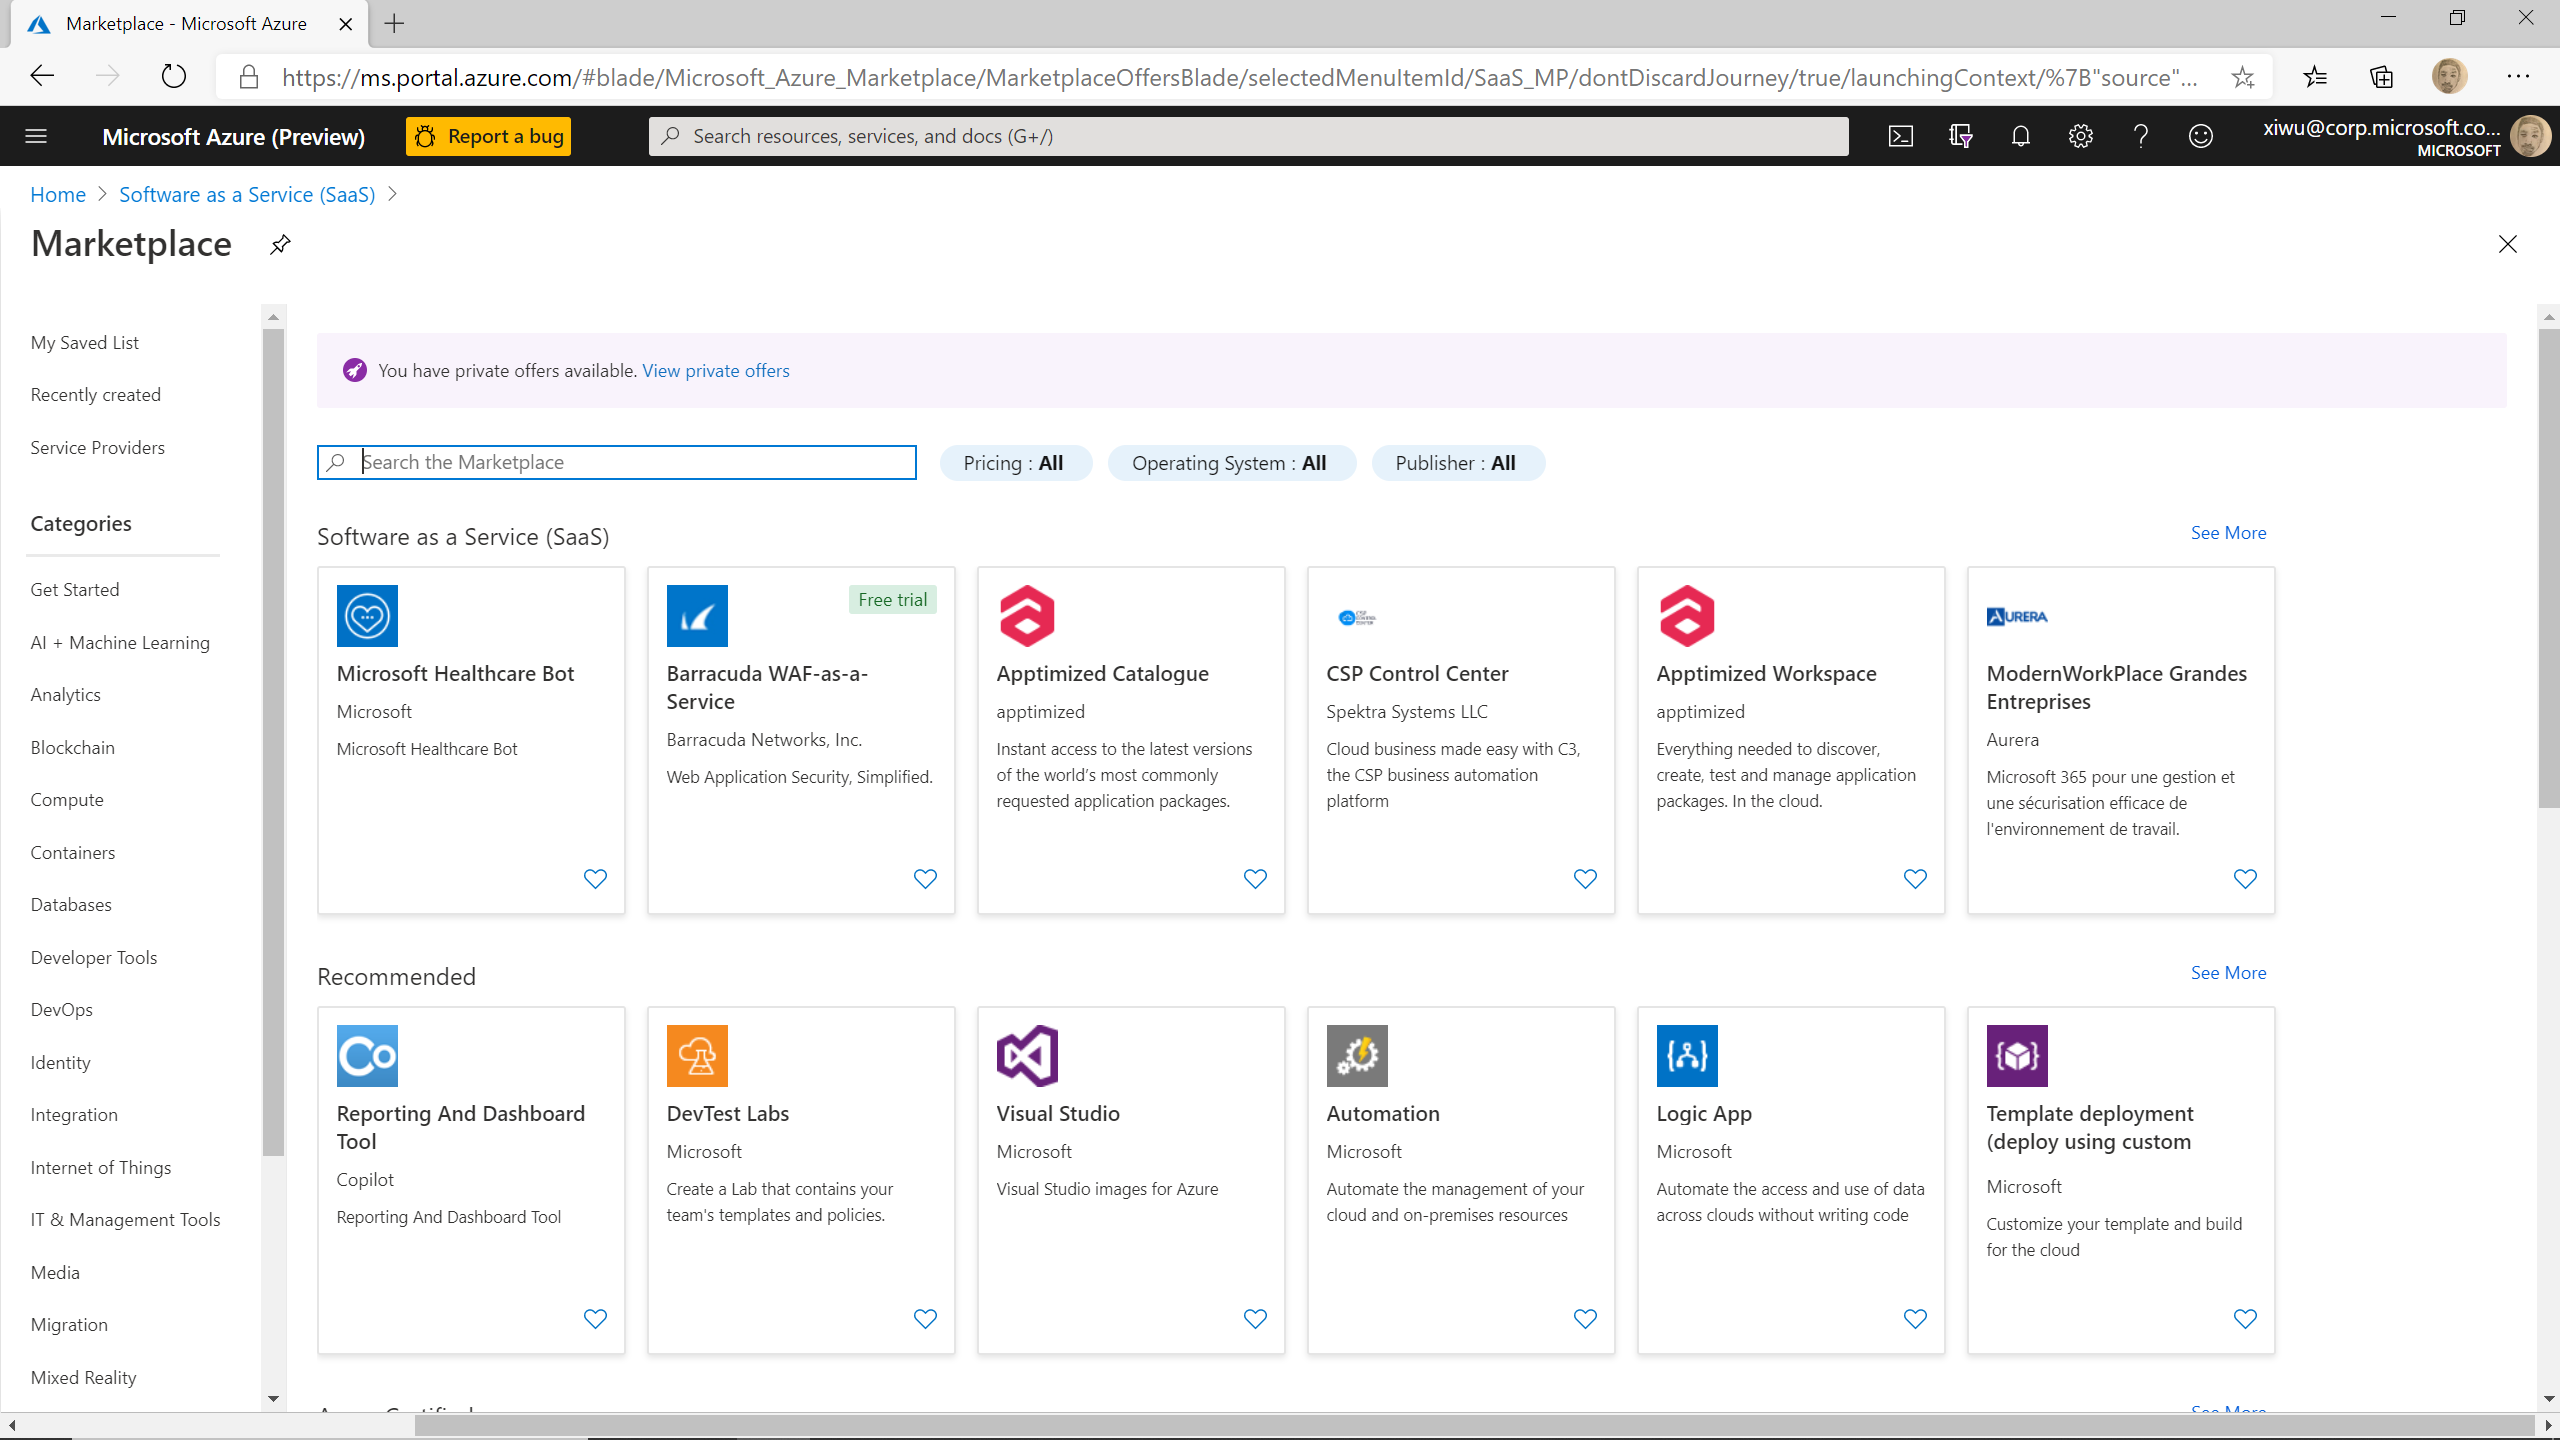 Marketplace - Microsoft Azure
https://ms.portal.azure.com/#blade/Microsoft_Azure_Marketplace/MarketplaceOffersBlade/selectedMenuItemId/SaaS_MP/dontDiscardJourney/true/launchingContext/%7B"source"...
Microsoft Azure (Preview)
Report a bug
Search resources, services, and docs (G+/)
xiwu@corp.microsoft.co...
MICROSOFT
Home
Software as a Service (SaaS)
Marketplace
My Saved List
Recently created
Service Providers
Categories
Get Started
AI + Machine Learning
Analytics
Blockchain
Compute
Containers
Databases
Developer Tools
DevOps
Identity
Integration
Internet of Things
IT & Management Tools
Media
Migration
Mixed Reality
You have private offers available. View private offers
Search the Marketplace
Pricing : All
Operating System : All
Publisher : All
Software as a Service (SaaS)
See More
Microsoft Healthcare Bot
Microsoft
Microsoft Healthcare Bot
Free trial
Barracuda WAF-as-a-
Service
Barracuda Networks, Inc.
Web Application Security, Simplified.
Apptimized Catalogue
apptimized
Instant access to the latest versions
of the world’s most commonly
requested application packages.
CSP Control Center
Spektra Systems LLC
Cloud business made easy with C3,
the CSP business automation
platform
Apptimized Workspace
apptimized
Everything needed to discover,
create, test and manage application
packages. In the cloud.
AURERA
ModernWorkPlace Grandes
Entreprises
Aurera
Microsoft 365 pour une gestion et
une sécurisation efficace de
l'environnement de travail.
Recommended
See More
Co
Reporting And Dashboard
Tool
Copilot
Reporting And Dashboard Tool
DevTest Labs
Microsoft
Create a Lab that contains your
team's templates and policies.
Visual Studio
Microsoft
Visual Studio images for Azure
Automation
Microsoft
Automate the management of your
cloud and on-premises resources
Logic App
Microsoft
Automate the access and use of data
across clouds without writing code
Template deployment
(deploy using custom
Microsoft
Customize your template and build
for the cloud
See More